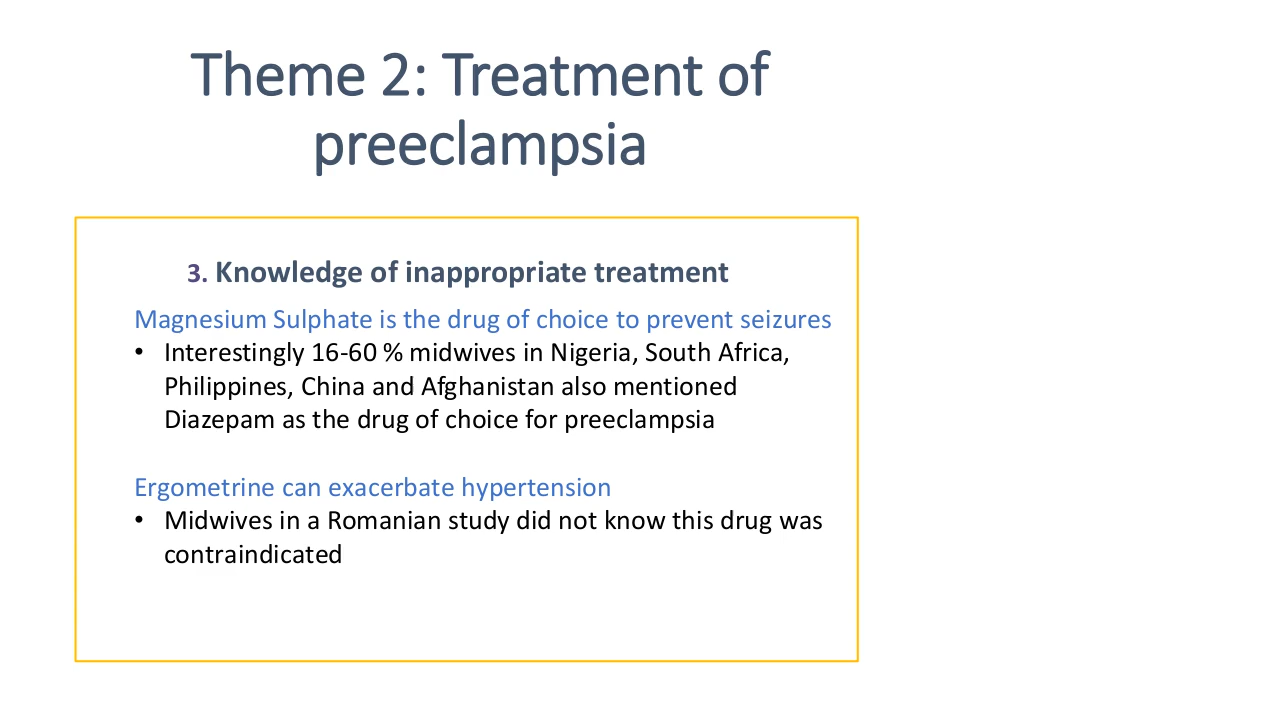 Theme 2: Treatment of
preeclampsia
3. Knowledge of inappropriate treatment
Magnesium Sulphate is the drug of choice to prevent seizures
• Interestingly 16-60 % midwives in Nigeria, South Africa,
Philippines, China and Afghanistan also mentioned
Diazepam as the drug of choice for preeclampsia
Ergometrine can exacerbate hypertension
• Midwives in a Romanian study did not know this drug was
contraindicated